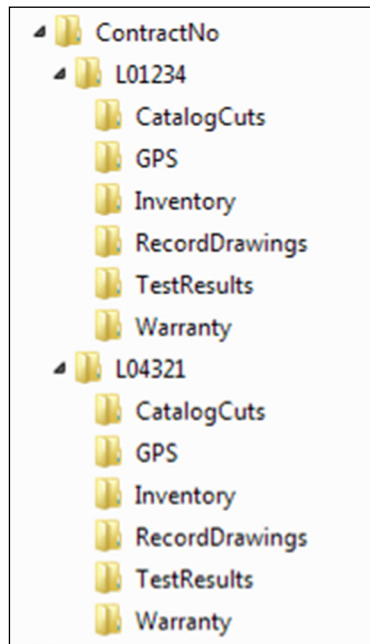 ContractNo
L01234
CatalogCuts
GPS
Inventory
RecordDrawings
TestResults
Warranty
L04321
CatalogCuts
GPS
Inventory
RecordDrawings
TestResults
Warranty